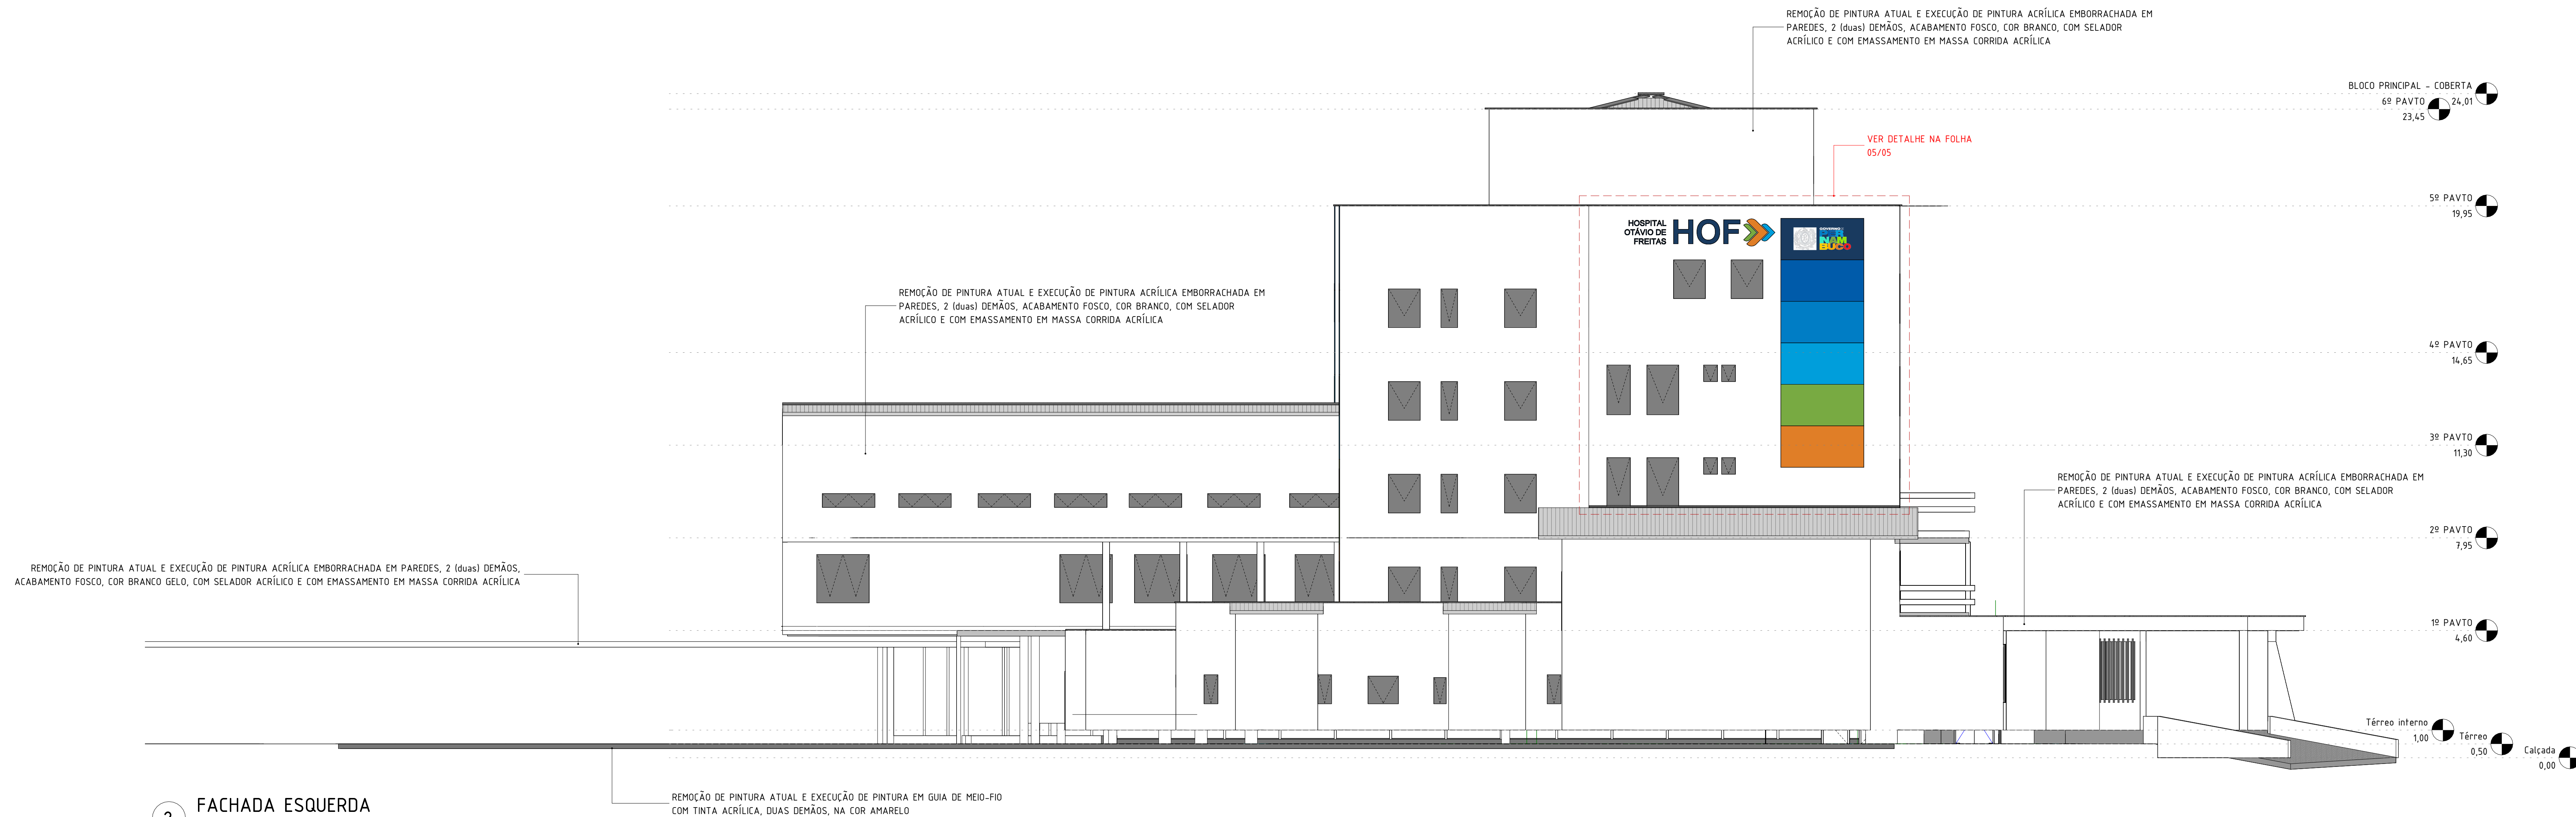 REMOÇÃO DE PINTURA ATUAL E EXECUÇÃO DE PINTURA ACRÍLICA EMBORRACHADA EM
PAREDES, 2 (duas) DEMÃOS, ACABAMENTO FOSCO, COR BRANCO, COM SELADOR
ACRÍLICO E COM EMASSAMENTO EM MASSA CORRIDA ACRÍLICA
BLOCO PRINCIPAL - COBERTA
24,01
6º PAVTO
23,45
VER DETALHE NA FOLHA
05/05
5º PAVTO
19,95
HOSPITAL
OTÁVIO DE
FREITAS
HOF
GOVERNO
PER
NAM
BUCO
REMOÇÃO DE PINTURA ATUAL E EXECUÇÃO DE PINTURA ACRÍLICA EMBORRACHADA EM
PAREDES, 2 (duas) DEMÃOS, ACABAMENTO FOSCO, COR BRANCO, COM SELADOR
ACRÍLICO E COM EMASSAMENTO EM MASSA CORRIDA ACRÍLICA
4º PAVTO
14,65
3º PAVTO
11,30
REMOÇÃO DE PINTURA ATUAL E EXECUÇÃO DE PINTURA ACRÍLICA EMBORRACHADA EM
PAREDES, 2 (duas) DEMÃOS, ACABAMENTO FOSCO, COR BRANCO, COM SELADOR
ACRÍLICO E COM EMASSAMENTO EM MASSA CORRIDA ACRÍLICA
2º PAVTO
7,95
REMOÇÃO DE PINTURA ATUAL E EXECUÇÃO DE PINTURA ACRÍLICA EMBORRACHADA EM PAREDES, 2 (duas) DEMÃOS,
ACABAMENTO FOSCO, COR BRANCO GELO, COM SELADOR ACRÍLICO E COM EMASSAMENTO EM MASSA CORRIDA ACRÍLICA
1º PAVTO
4,60
Térreo interno
1,00
Térreo
0,50
Calçada
0,00
2
FACHADA ESQUERDA
REMOÇÃO DE PINTURA ATUAL E EXECUÇÃO DE PINTURA EM GUIA DE MEIO-FIO
COM TINTA ACRÍLICA, DUAS DEMÃOS, NA COR AMARELO